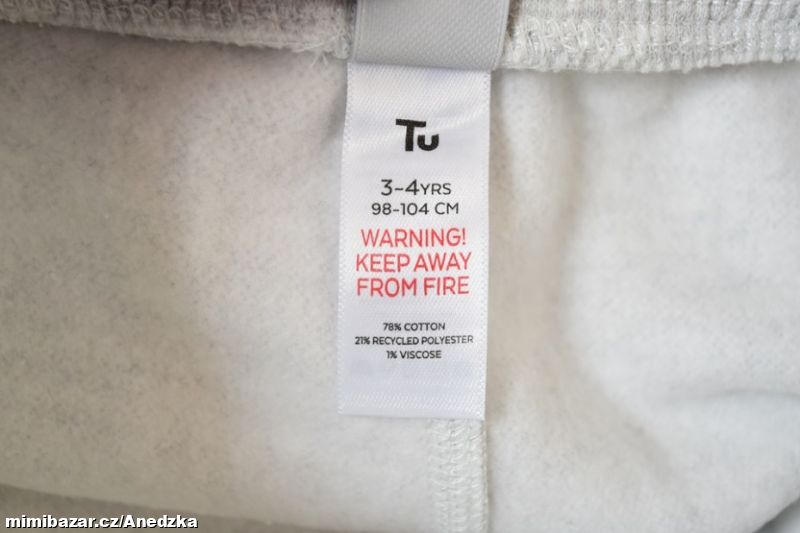 Tu
3-4YRS
98-104 CM
WARNING!
KEEP AWAY
FROM FIRE
78% COTTON
21% RECYCLED POLYESTER
1% VISCOSE
mimibazar.cz/Anedzka